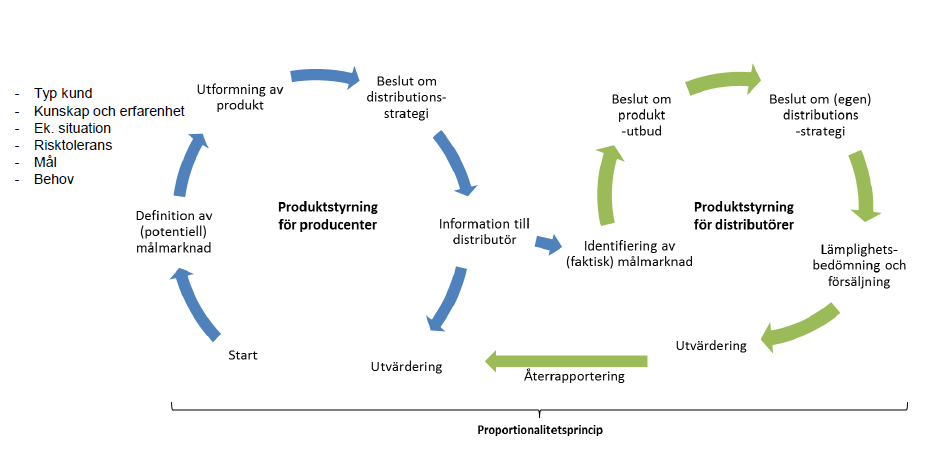 - Typ kund
- Kunskap och erfarenhet
- Ek. situation
- Risktolerans
- Mål
- Behov
Utformning av
produkt
Beslut om
distributions-
strategi
Definition av
(potentiell)
målmarknad
Produktstyrning
för producenter
Information till
distributör
Start
Utvärdering
Beslut om
produkt
-utbud
Beslut om (egen)
distributions
-strategi
Identifiering av
(faktisk) målmarknad
Produktstyrning
för distributörer
Lämplighets-
bedömning och
försäljning
Utvärdering
Återrapportering
Proportionalitetsprincip